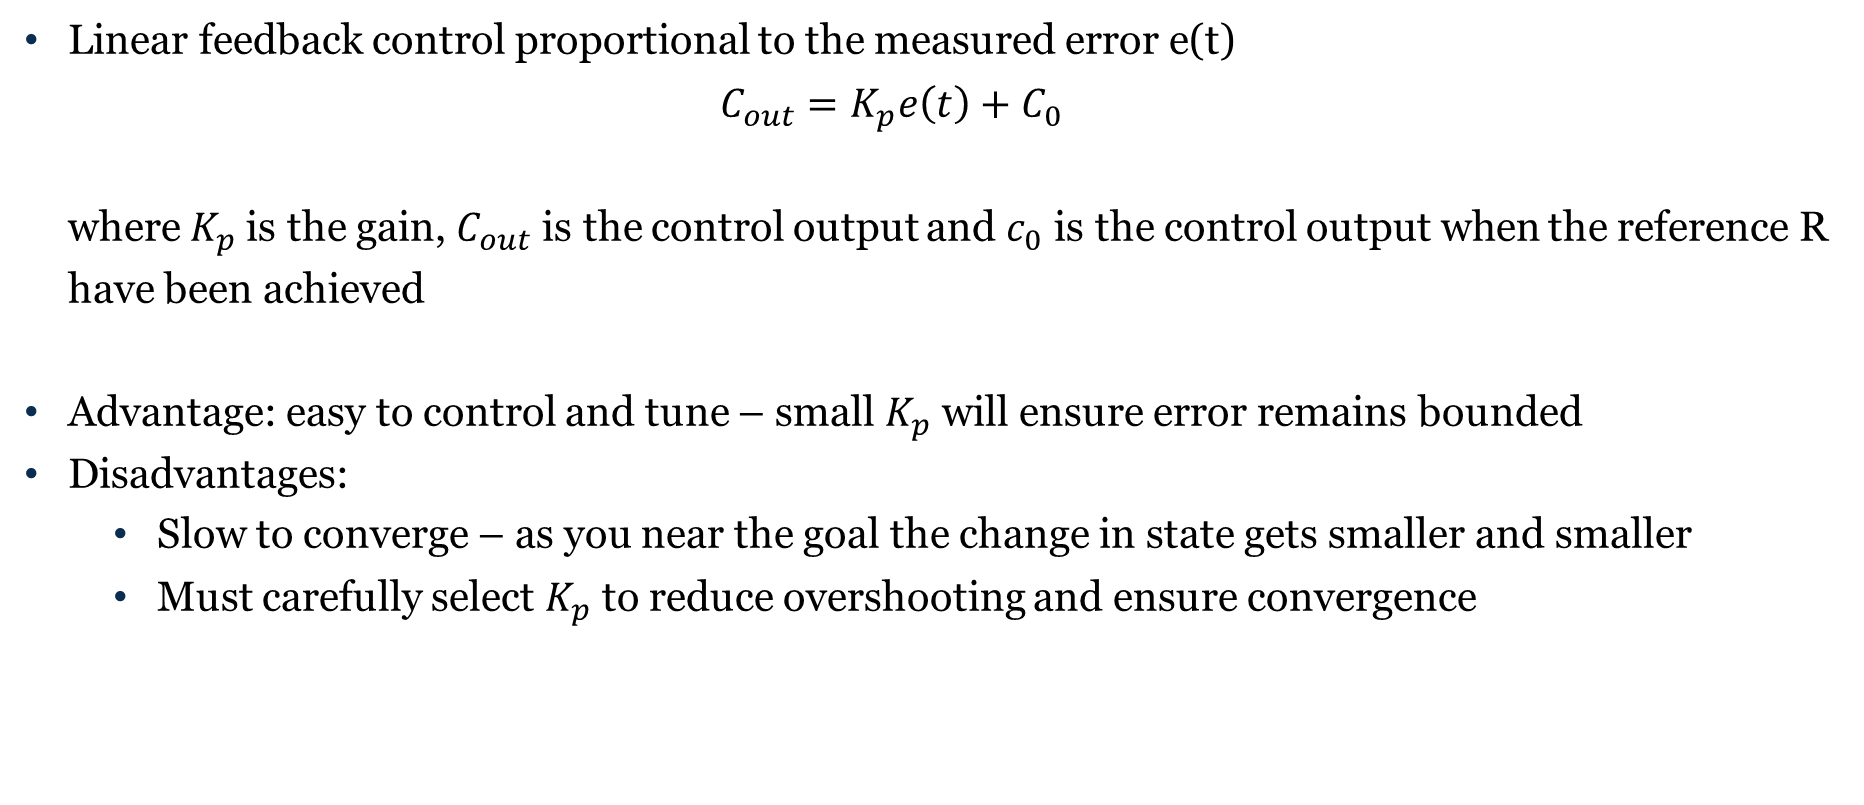 • Linear feedback control proportional to the measured error e(t)
C_out = K_p e(t) + C_0
where K_p is the gain, C_out is the control output and c_0 is the control output when the reference R
have been achieved
• Advantage: easy to control and tune – small K_p will ensure error remains bounded
• Disadvantages:
• Slow to converge – as you near the goal the change in state gets smaller and smaller
• Must carefully select K_p to reduce overshooting and ensure convergence